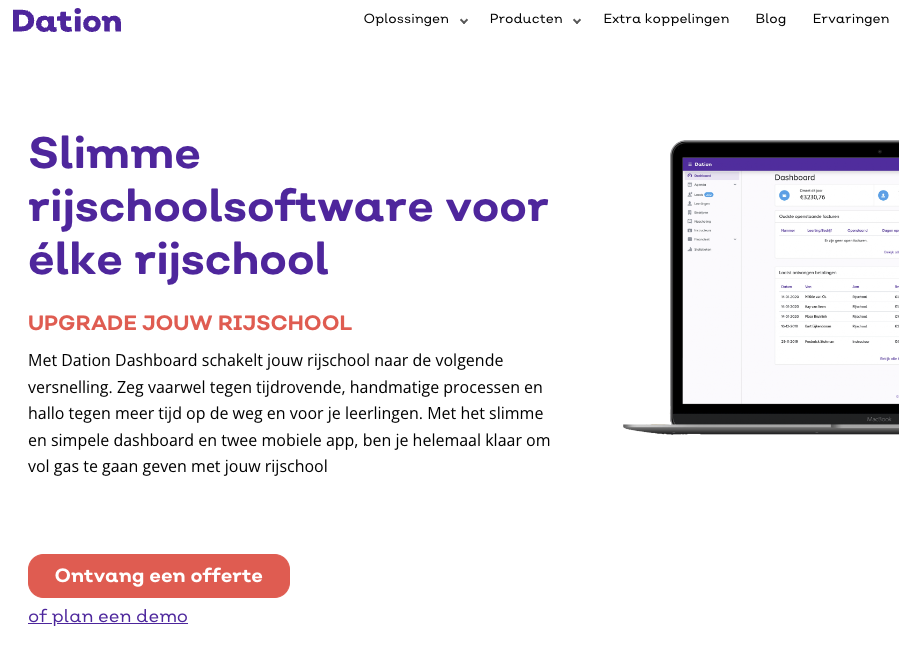 Dation
Oplossingen Producten Extra koppelingen Blog Ervaringen
Slimme
rijschoolsoftware voor
élke rijschool
UPGRADE JOUW RIJSCHOOL
Met Dation Dashboard schakelt jouw rijschool naar de volgende
versnelling. Zeg vaarwel tegen tijdrovende, handmatige processen en
hallo tegen meer tijd op de weg en voor je leerlingen. Met het slimme
en simpele dashboard en twee mobiele app, ben je helemaal klaar om
vol gas te gaan geven met jouw rijschool
Ontvang een offerte
of plan een demo
Dation
Dashboard
Dashboard
€3230,76